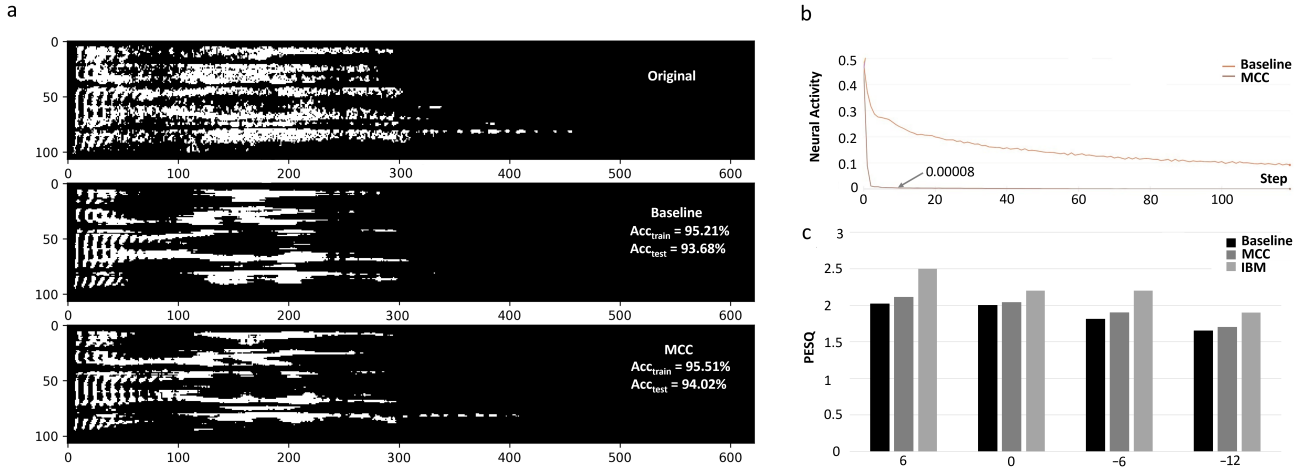 a
0
50
100
Original
0 100 200 300 400 500 600
0
50
100
Baseline
Acctrain = 95.21%
Acctest = 93.68%
0 100 200 300 400 500 600
0
50
100
MCC
Acctrain = 95.51%
Acctest = 94.02%
0 100 200 300 400 500 600
b
Neural Activity
0.5
0.4
0.3
0.2
0.1
0
Baseline
MCC
0.00008
Step
0 20 40 60 80 100
c
PESQ
3
2.5
2
1.5
1
0.5
0
Baseline
MCC
IBM
6 0 −6 −12